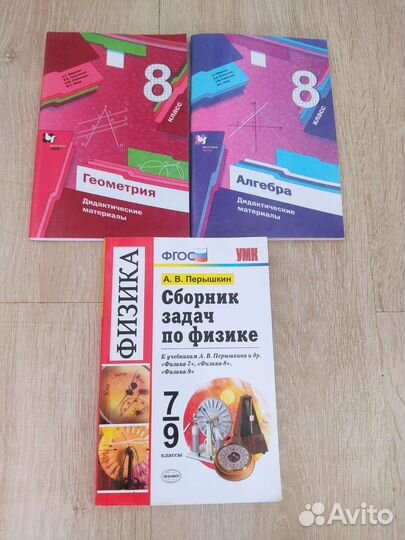 8
класс
Геометрия
Дидактические
материалы
8
класс
Алгебра
Дидактические
материалы
ФИЗИКА
ФГОС
УМК
А. В. Перышкин
Сборник
задач
по физике
К учебникам А. В. Перышкина и др.
«Физика-7», «Физика-8»,
«Физика-9»
7-9
классы
ЭКЗАМЕН
Avito